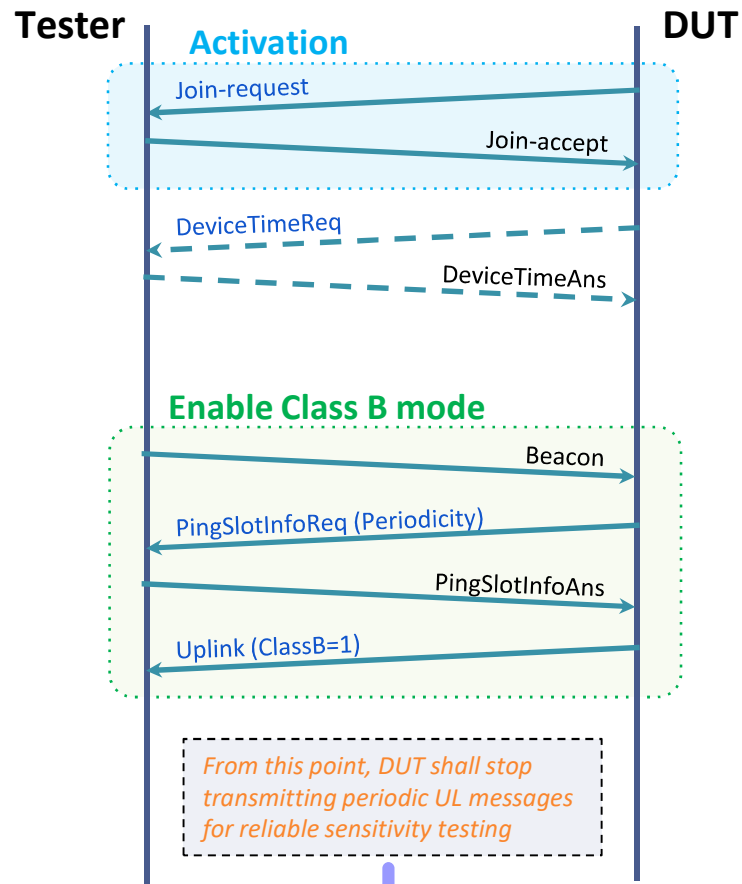 Tester
DUT
Activation
Join-request
Join-accept
DeviceTimeReq
DeviceTimeAns
Enable Class B mode
Beacon
PingSlotInfoReq (Periodicity)
PingSlotInfoAns
Uplink (ClassB=1)
From this point, DUT shall stop
transmitting periodic UL messages
for reliable sensitivity testing